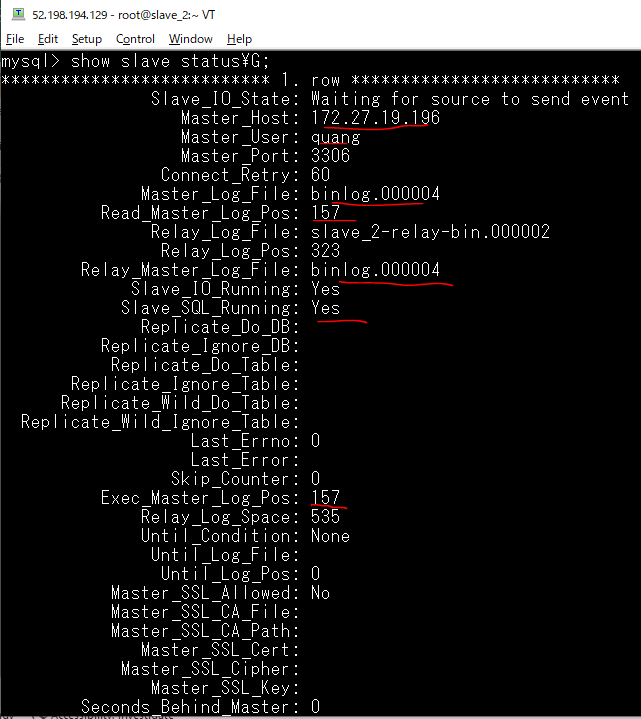 52.198.194.129 - root@slave_2:~ VT
File Edit Setup Control Window Help
mysql> show slave status¥G;
*************************** 1. row ***************************
Slave_IO_State: Waiting for source to send event
Master_Host: 172.27.19.196
Master_User: quang
Master_Port: 3306
Connect_Retry: 60
Master_Log_File: binlog.000004
Read_Master_Log_Pos: 157
Relay_Log_File: slave_2-relay-bin.000002
Relay_Log_Pos: 323
Relay_Master_Log_File: binlog.000004
Slave_IO_Running: Yes
Slave_SQL_Running: Yes
Replicate_Do_DB:
Replicate_Ignore_DB:
Replicate_Do_Table:
Replicate_Ignore_Table:
Replicate_Wild_Do_Table:
Replicate_Wild_Ignore_Table:
Last_Errno: 0
Last_Error:
Skip_Counter: 0
Exec_Master_Log_Pos: 157
Relay_Log_Space: 535
Until_Condition: None
Until_Log_File:
Until_Log_Pos: 0
Master_SSL_Allowed: No
Master_SSL_CA_File:
Master_SSL_CA_Path:
Master_SSL_Cert:
Master_SSL_Cipher:
Master_SSL_Key:
Seconds_Behind_Master: 0